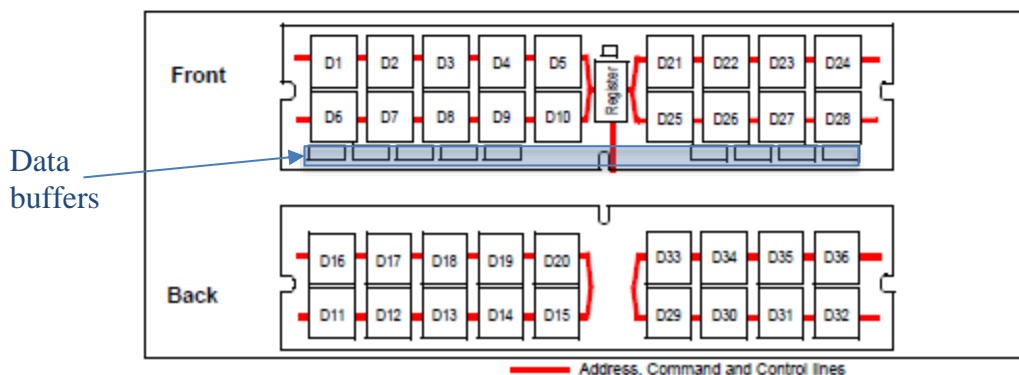 Front
D1 D2 D3 D4 D5 Register D21 D22 D23 D24
D6 D7 D8 D9 D10 D25 D26 D27 D28
Data
buffers
D16 D17 D18 D19 D20 D33 D34 D35 D36
Back
D11 D12 D13 D14 D15 D29 D30 D31 D32
Address, Command and Control lines